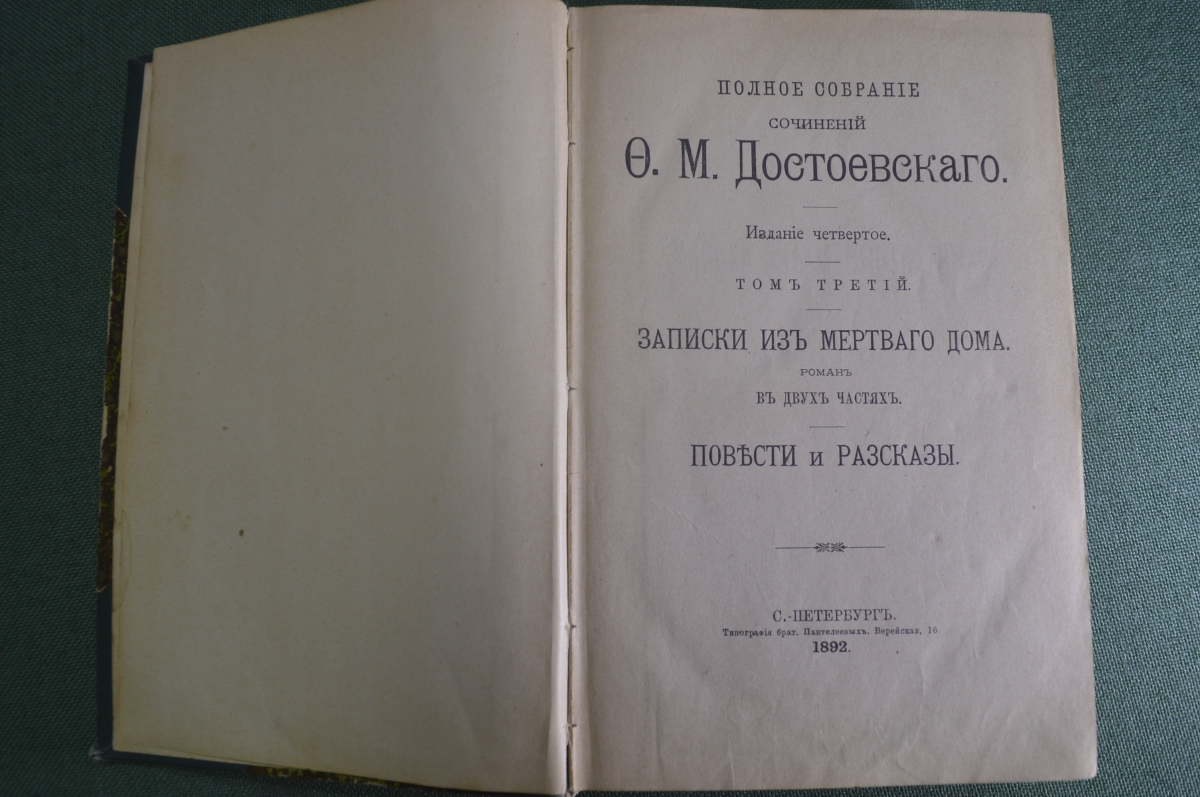 ПОЛНОЕ СОБРАНІЕ
СОЧИНЕНІЙ
Ѳ. М. Достоевскаго.
Изданіе четвертое.
ТОМЪ ТРЕТІЙ.
ЗАПИСКИ ИЗЪ МЕРТВАГО ДОМА.
РОМАНЪ
ВЪ ДВУХЪ ЧАСТЯХЪ.
ПОВѢСТИ и РАЗСКАЗЫ.
С.-ПЕТЕРБУРГЪ.
Типографія брат. Пантелеевыхъ. Верейская, 16.
1892.